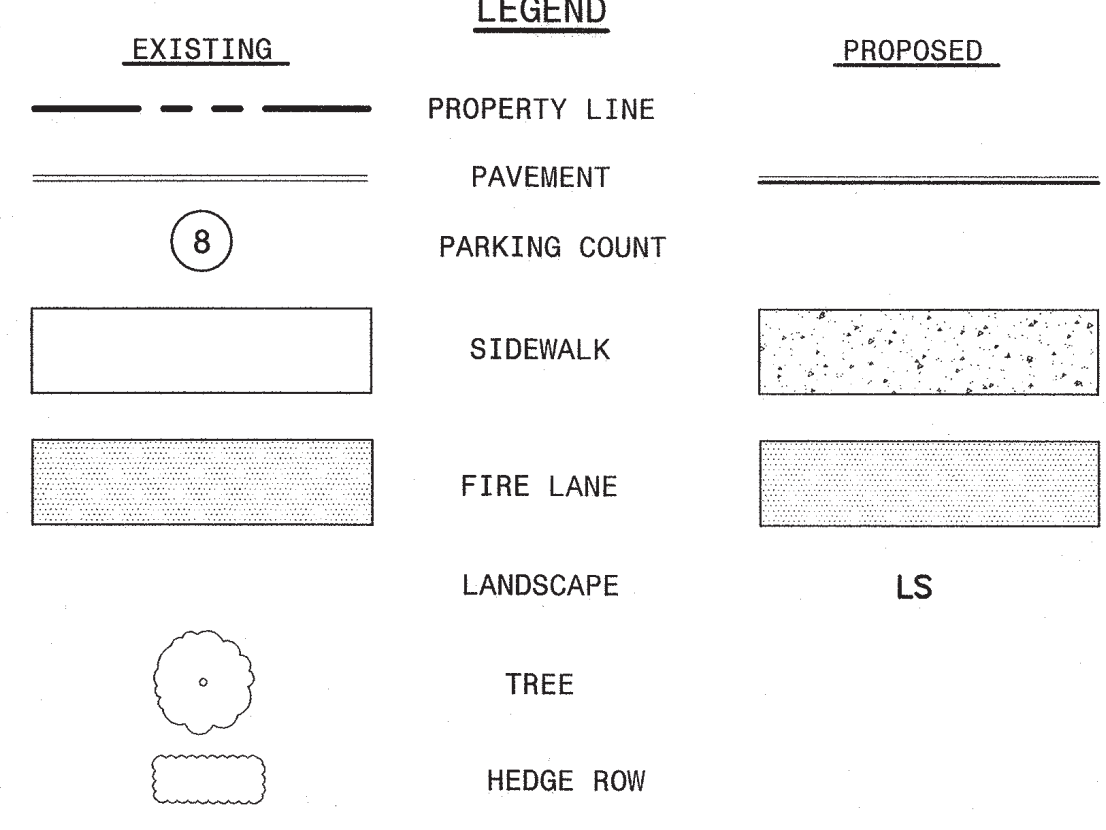 LEGEND
EXISTING
PROPOSED
PROPERTY LINE
PAVEMENT
8
PARKING COUNT
SIDEWALK
FIRE LANE
LANDSCAPE
LS
TREE
HEDGE ROW